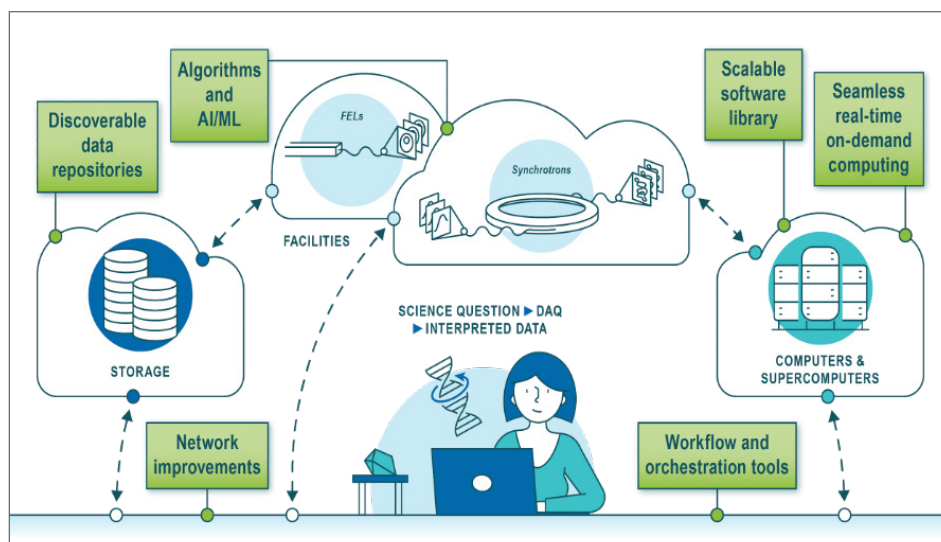 Algorithms
and
AI/ML
Scalable
software
library
Seamless
real-time
on-demand
computing
Discoverable
data
repositories
FELs
Synchrotrons
FACILITIES
SCIENCE QUESTION ▶ DAQ
▶ INTERPRETED DATA
STORAGE
COMPUTERS &
SUPERCOMPUTERS
Network
improvements
Workflow and
orchestration tools